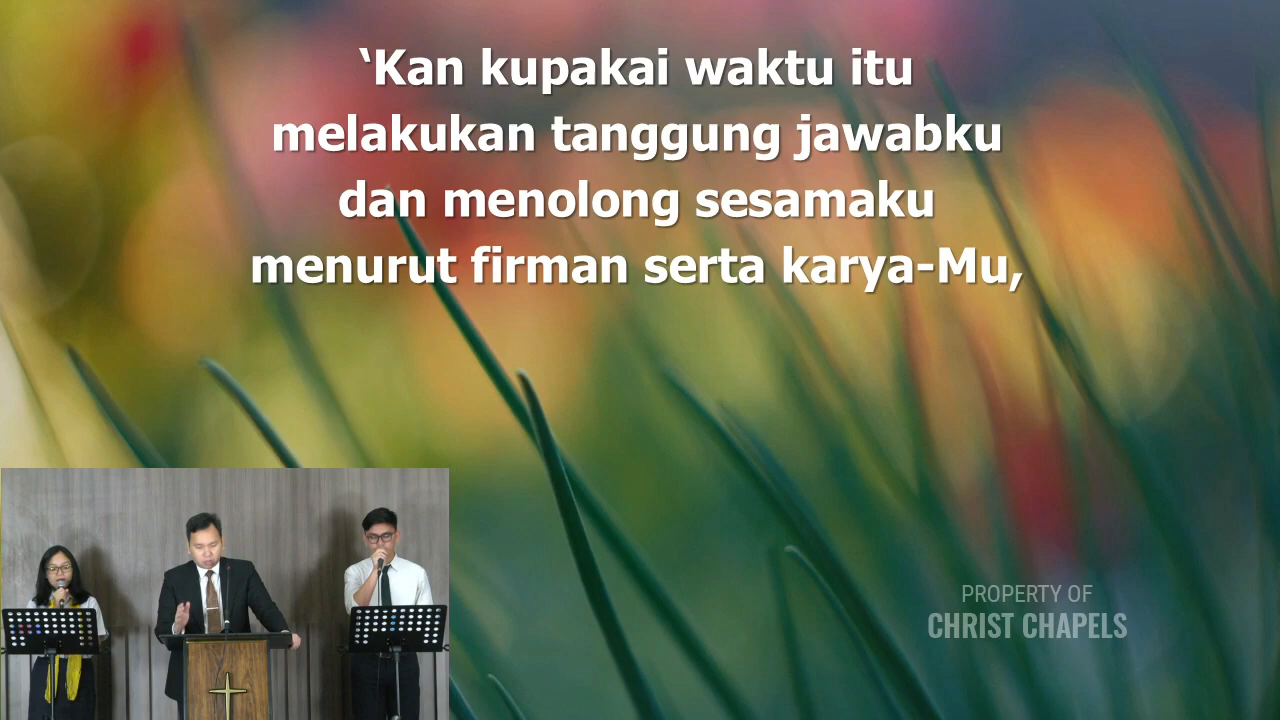 ‘Kan kupakai waktu itu
melakukan tanggung jawabku
dan menolong sesamaku
menurut firman serta karya-Mu,
PROPERTY OF
CHRIST CHAPELS